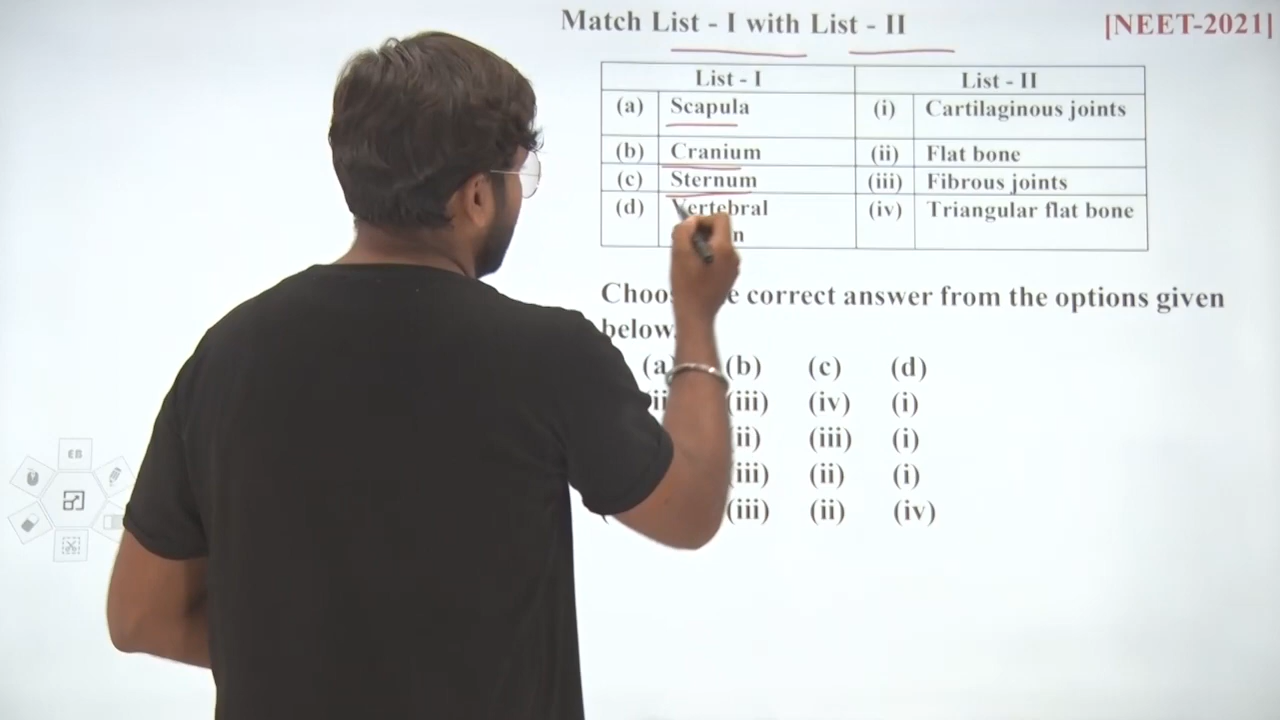 Match List - I with List - II [NEET-2021]
List - I List - II
(a) Scapula (i) Cartilaginous joints
(b) Cranium (ii) Flat bone
(c) Sternum (iii) Fibrous joints
(d) Vertebral (iv) Triangular flat bone
correct answer from the options given
below
(a) (b) (c) (d)
(iii) (iv) (i)
(ii) (iii) (i)
(iii) (ii) (i)
(iii) (ii) (iv)